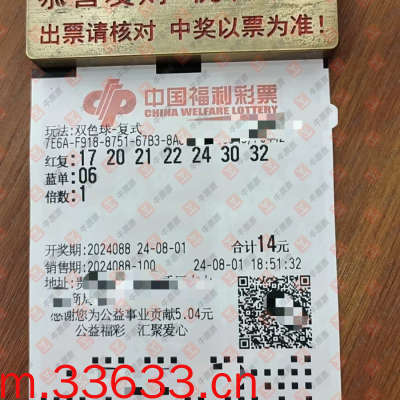 出票请核对 中奖以票为准!
中国福利彩票
CHINA WELFARE LOTTERY
玩法:双色球-复式
7E6A-F918-8751-67B3-8A
红复:17 20 21 22 24 30 32
蓝单:06
倍数:1
开奖期:2024088 24-08-01 合计14元
销售期:2024088-100 24-08-01 18:51:32
地址:
感谢您为公益事业贡献5.04元
公益福彩 汇聚爱心
m.33633.cn